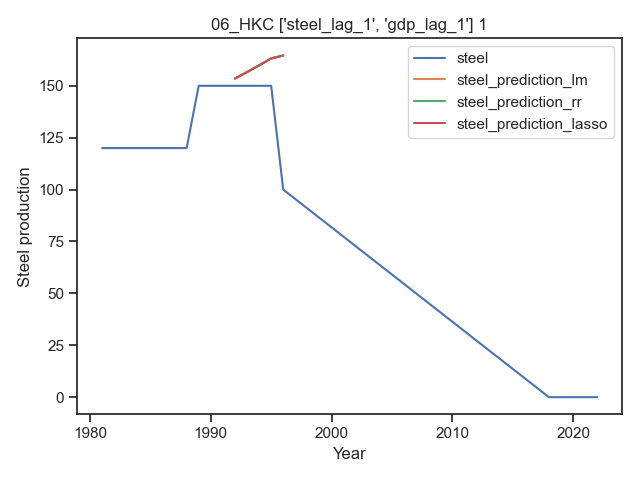 06_HKC ['steel_lag_1', 'gdp_lag_1'] 1
steel
steel_prediction_lm
steel_prediction_rr
steel_prediction_lasso
Steel production
150
125
100
75
50
25
0
1980
1990
2000
2010
2020
Year